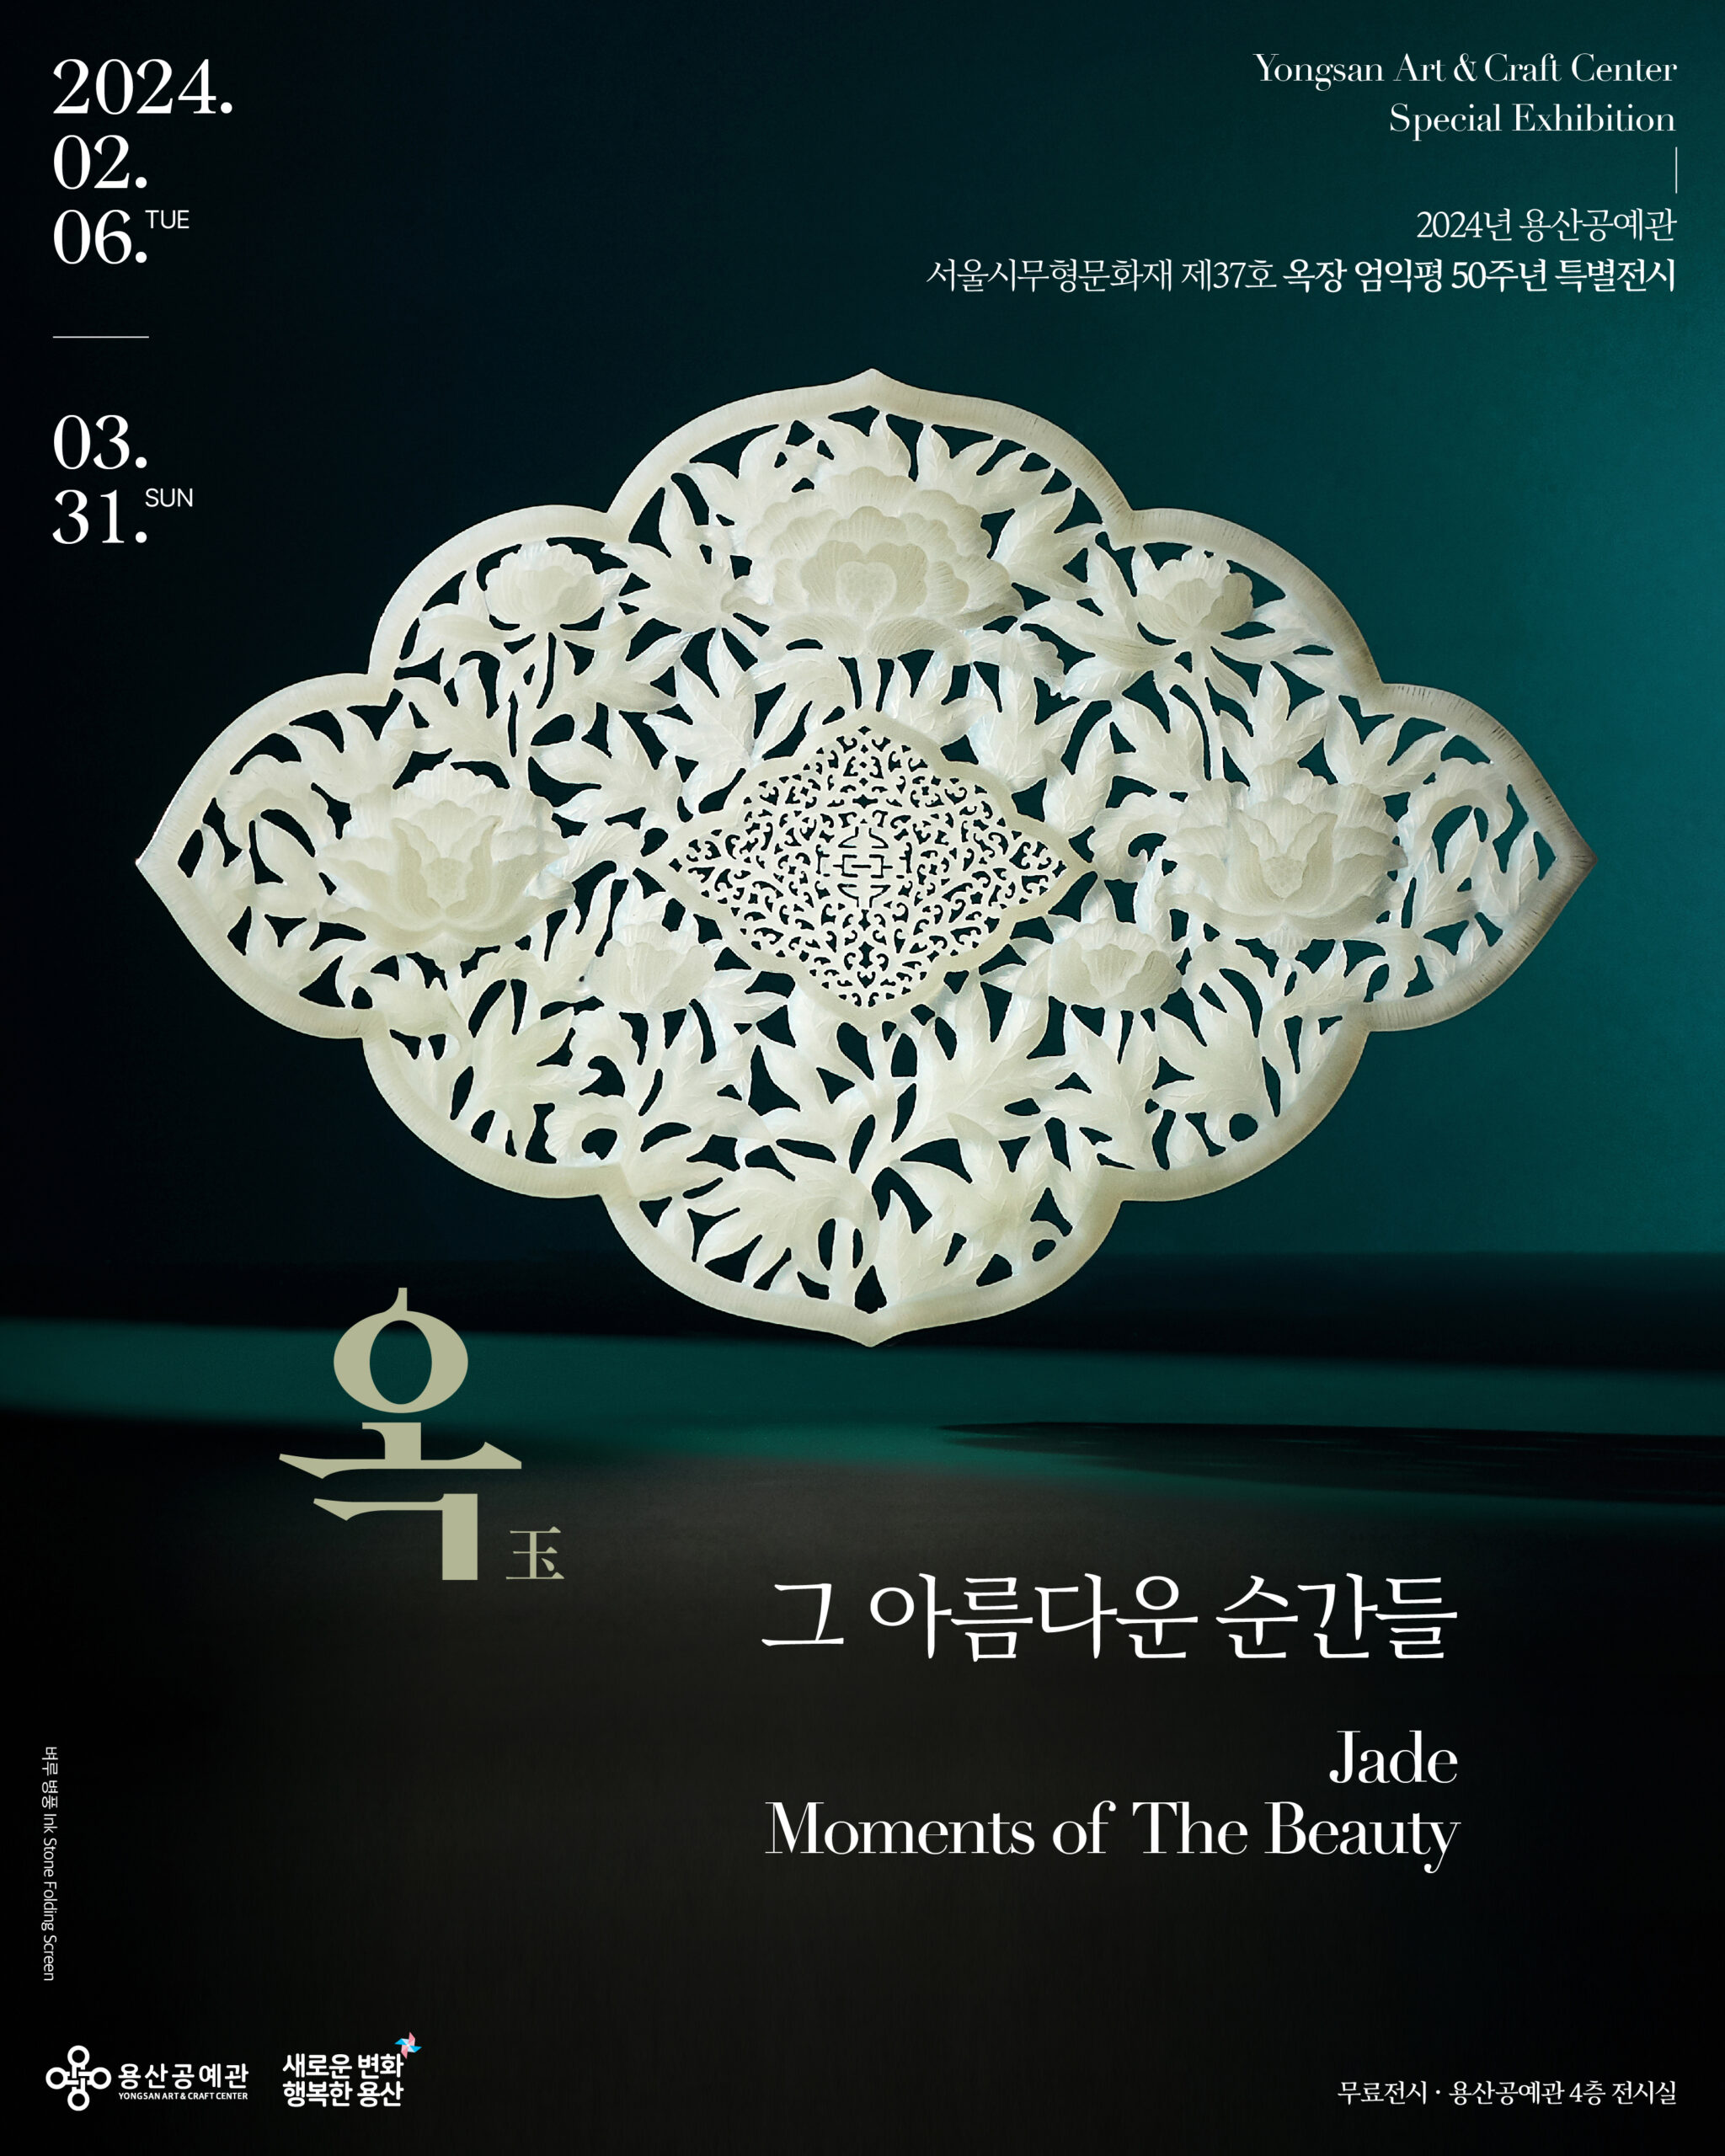 2024.
02.
06. TUE
03.
31. SUN
Yongsan Art & Craft Center
Special Exhibition
2024년 용산공예관
서울시무형문화재 제37호 옥장 엄익평 50주년 특별전시
옥 玉
그 아름다운 순간들
Jade
Moments of The Beauty
벼루 병풍 Ink Stone Folding Screen
용산공예관
YONGSAN ART & CRAFT CENTER
새로운 변화
행복한 용산
무료전시 · 용산공예관 4층 전시실